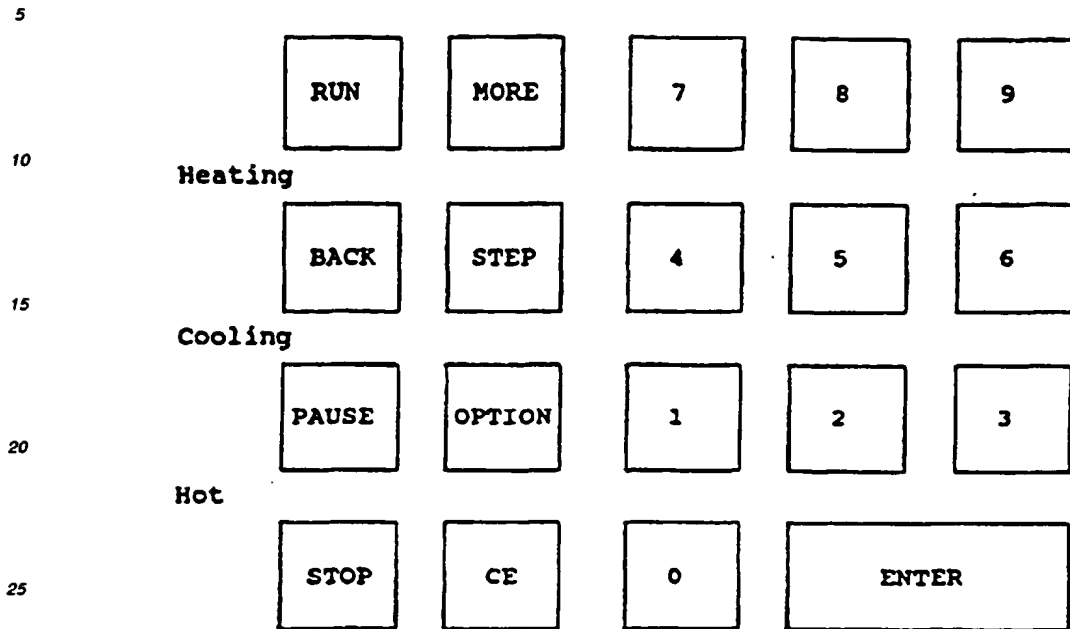 5
RUN MORE 7 8 9
10
Heating
BACK STEP 4 5 6
15
Cooling
PAUSE OPTION 1 2 3
20
Hot
STOP CE 0 ENTER
25